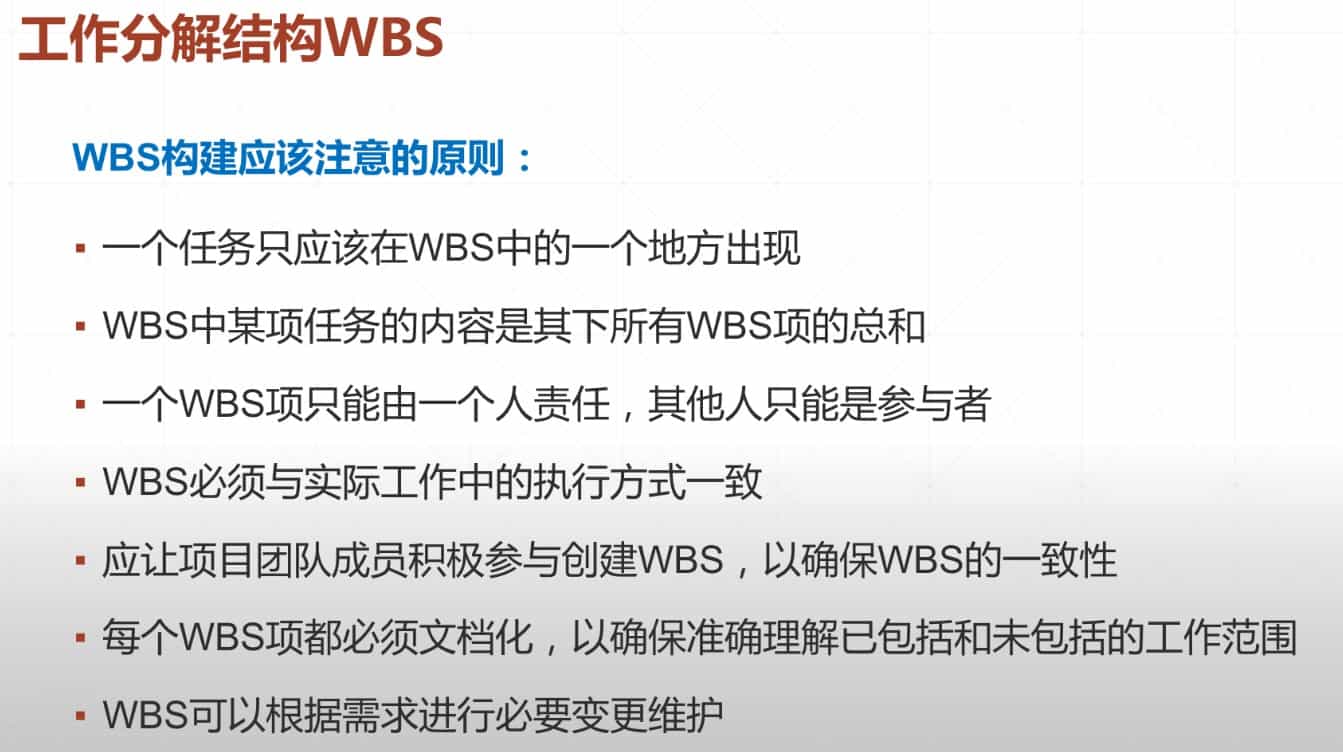 工作分解结构WBS
WBS构建应该注意的原则：
▪ 一个任务只应该在WBS中的一个地方出现
▪ WBS中某项任务的内容是其下所有WBS项的总和
▪ 一个WBS项只能由一个人责任，其他人只能是参与者
▪ WBS必须与实际工作中的执行方式一致
▪ 应让项目团队成员积极参与创建WBS，以确保WBS的一致性
▪ 每个WBS项都必须文档化，以确保准确理解已包括和未包括的工作范围
▪ WBS可以根据需求进行必要变更维护